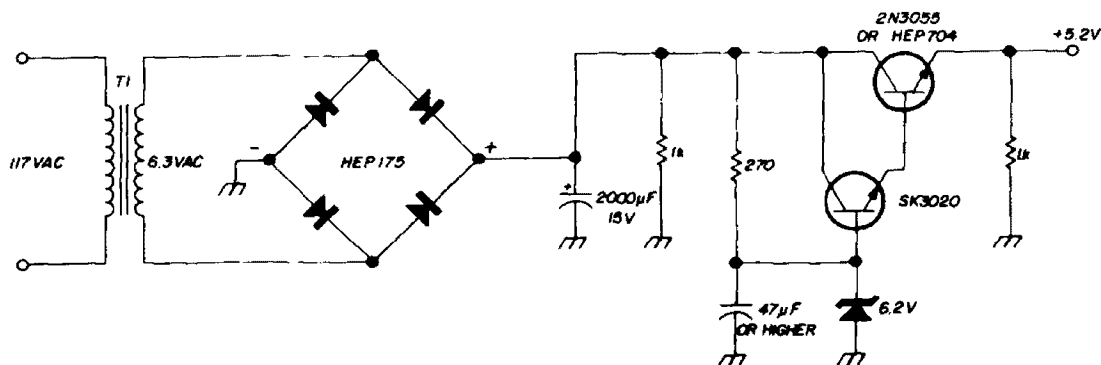 2N3055
OR HEP704
+5.2V
T1
117VAC
6.3VAC
-
HEP175
+
+
2000µF
15V
1k
270
SK3020
1k
47µF
OR HIGHER
6.2V